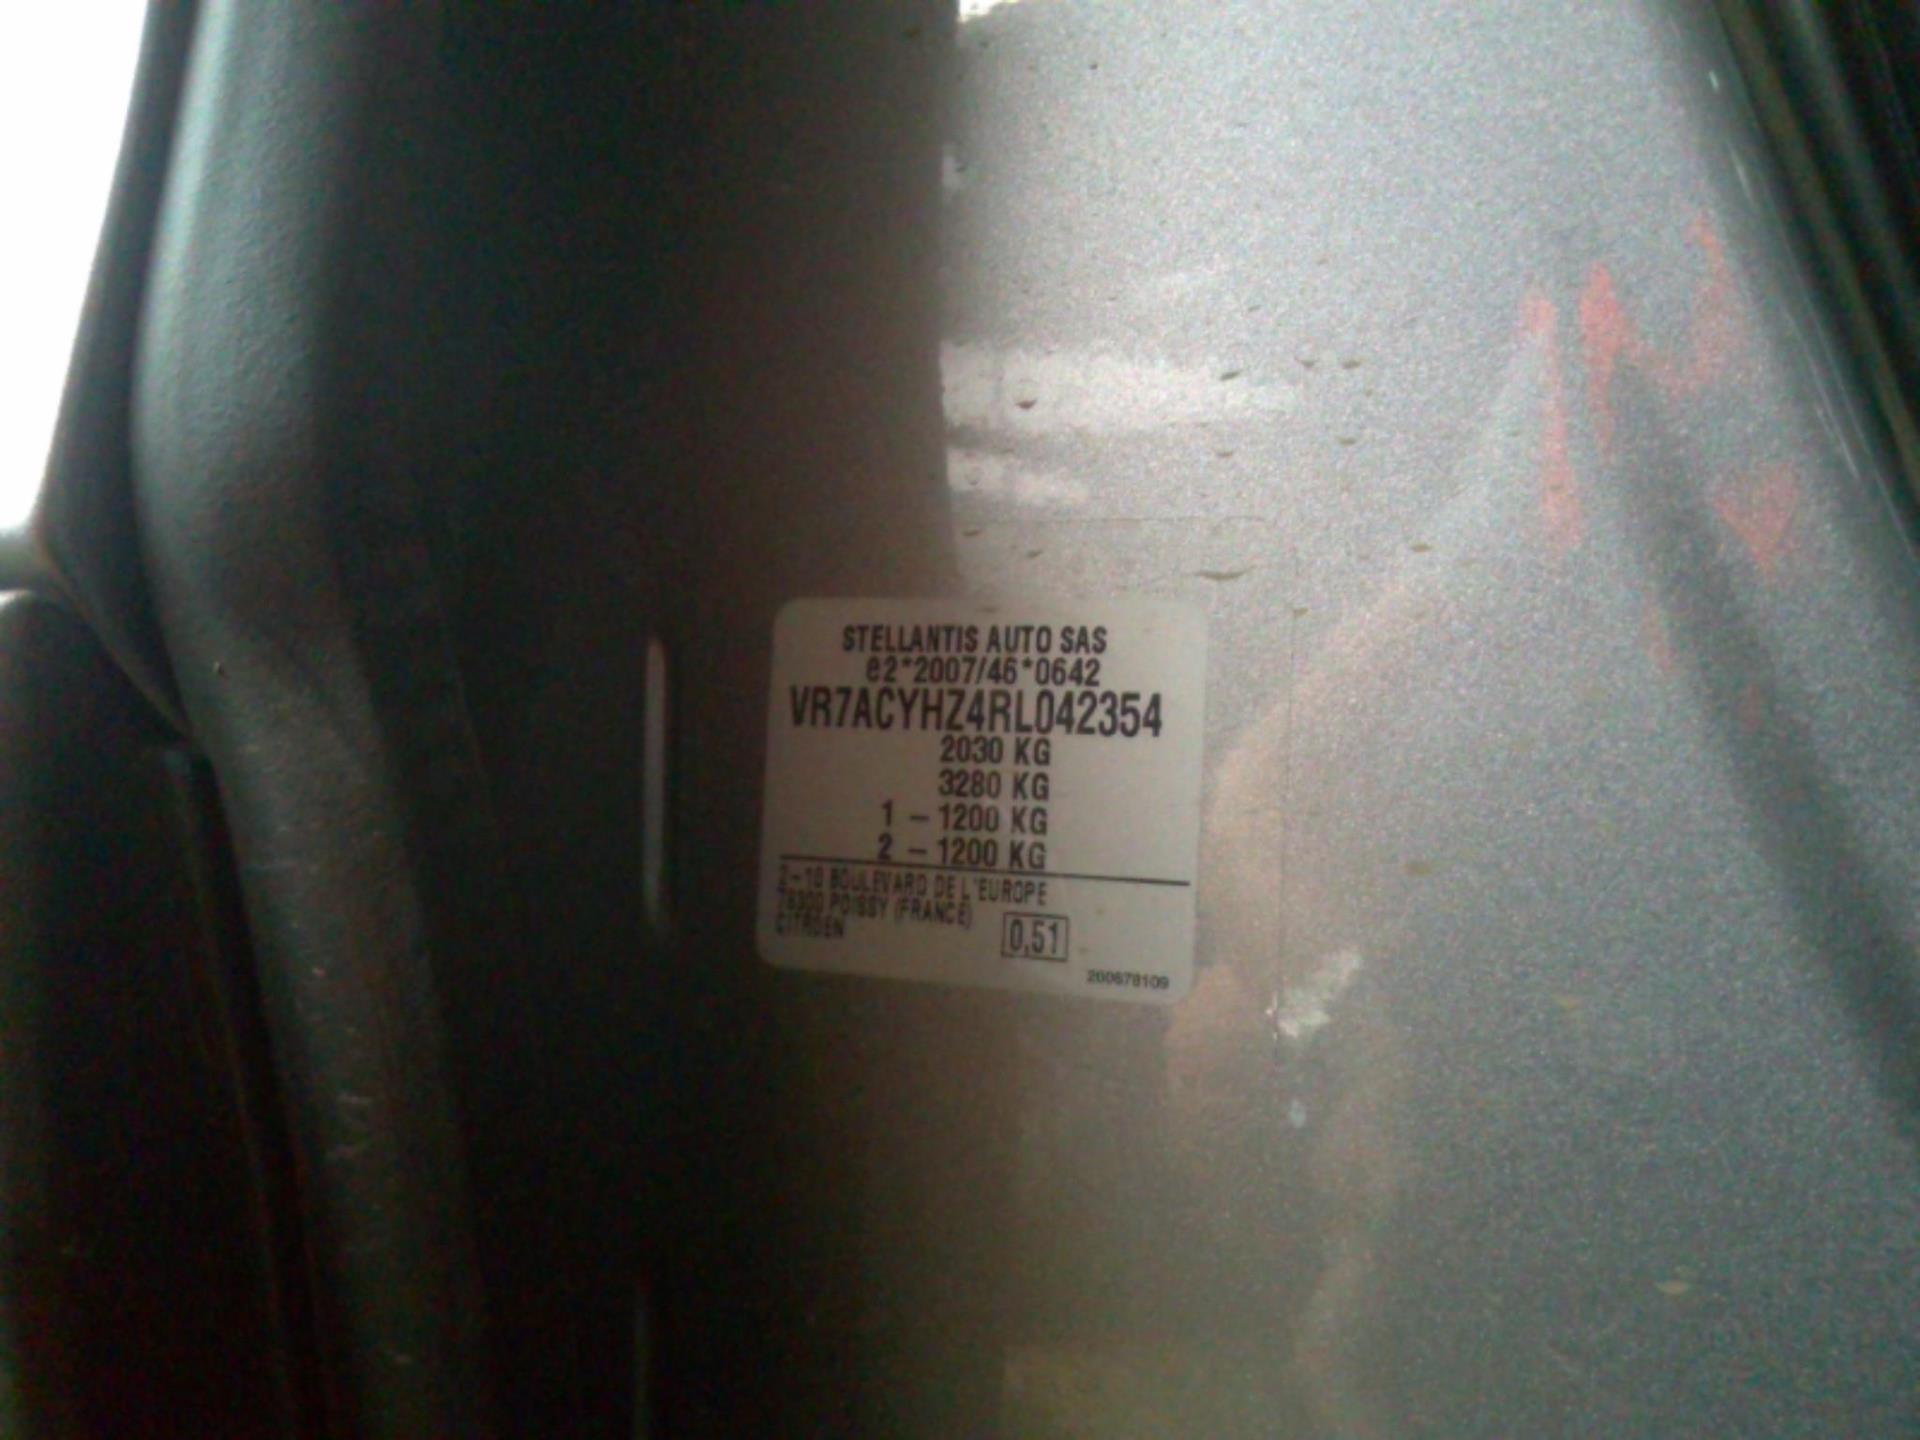 STELLANTIS AUTO SAS
e2*2007/46*0642
VR7ACYHZ4RL042354
2030 KG
3280 KG
1 - 1200 KG
2 - 1200 KG
2-10 BOULEVARD DE L'EUROPE
78300 POISSY (FRANCE)
CITROEN
0,51
200678109